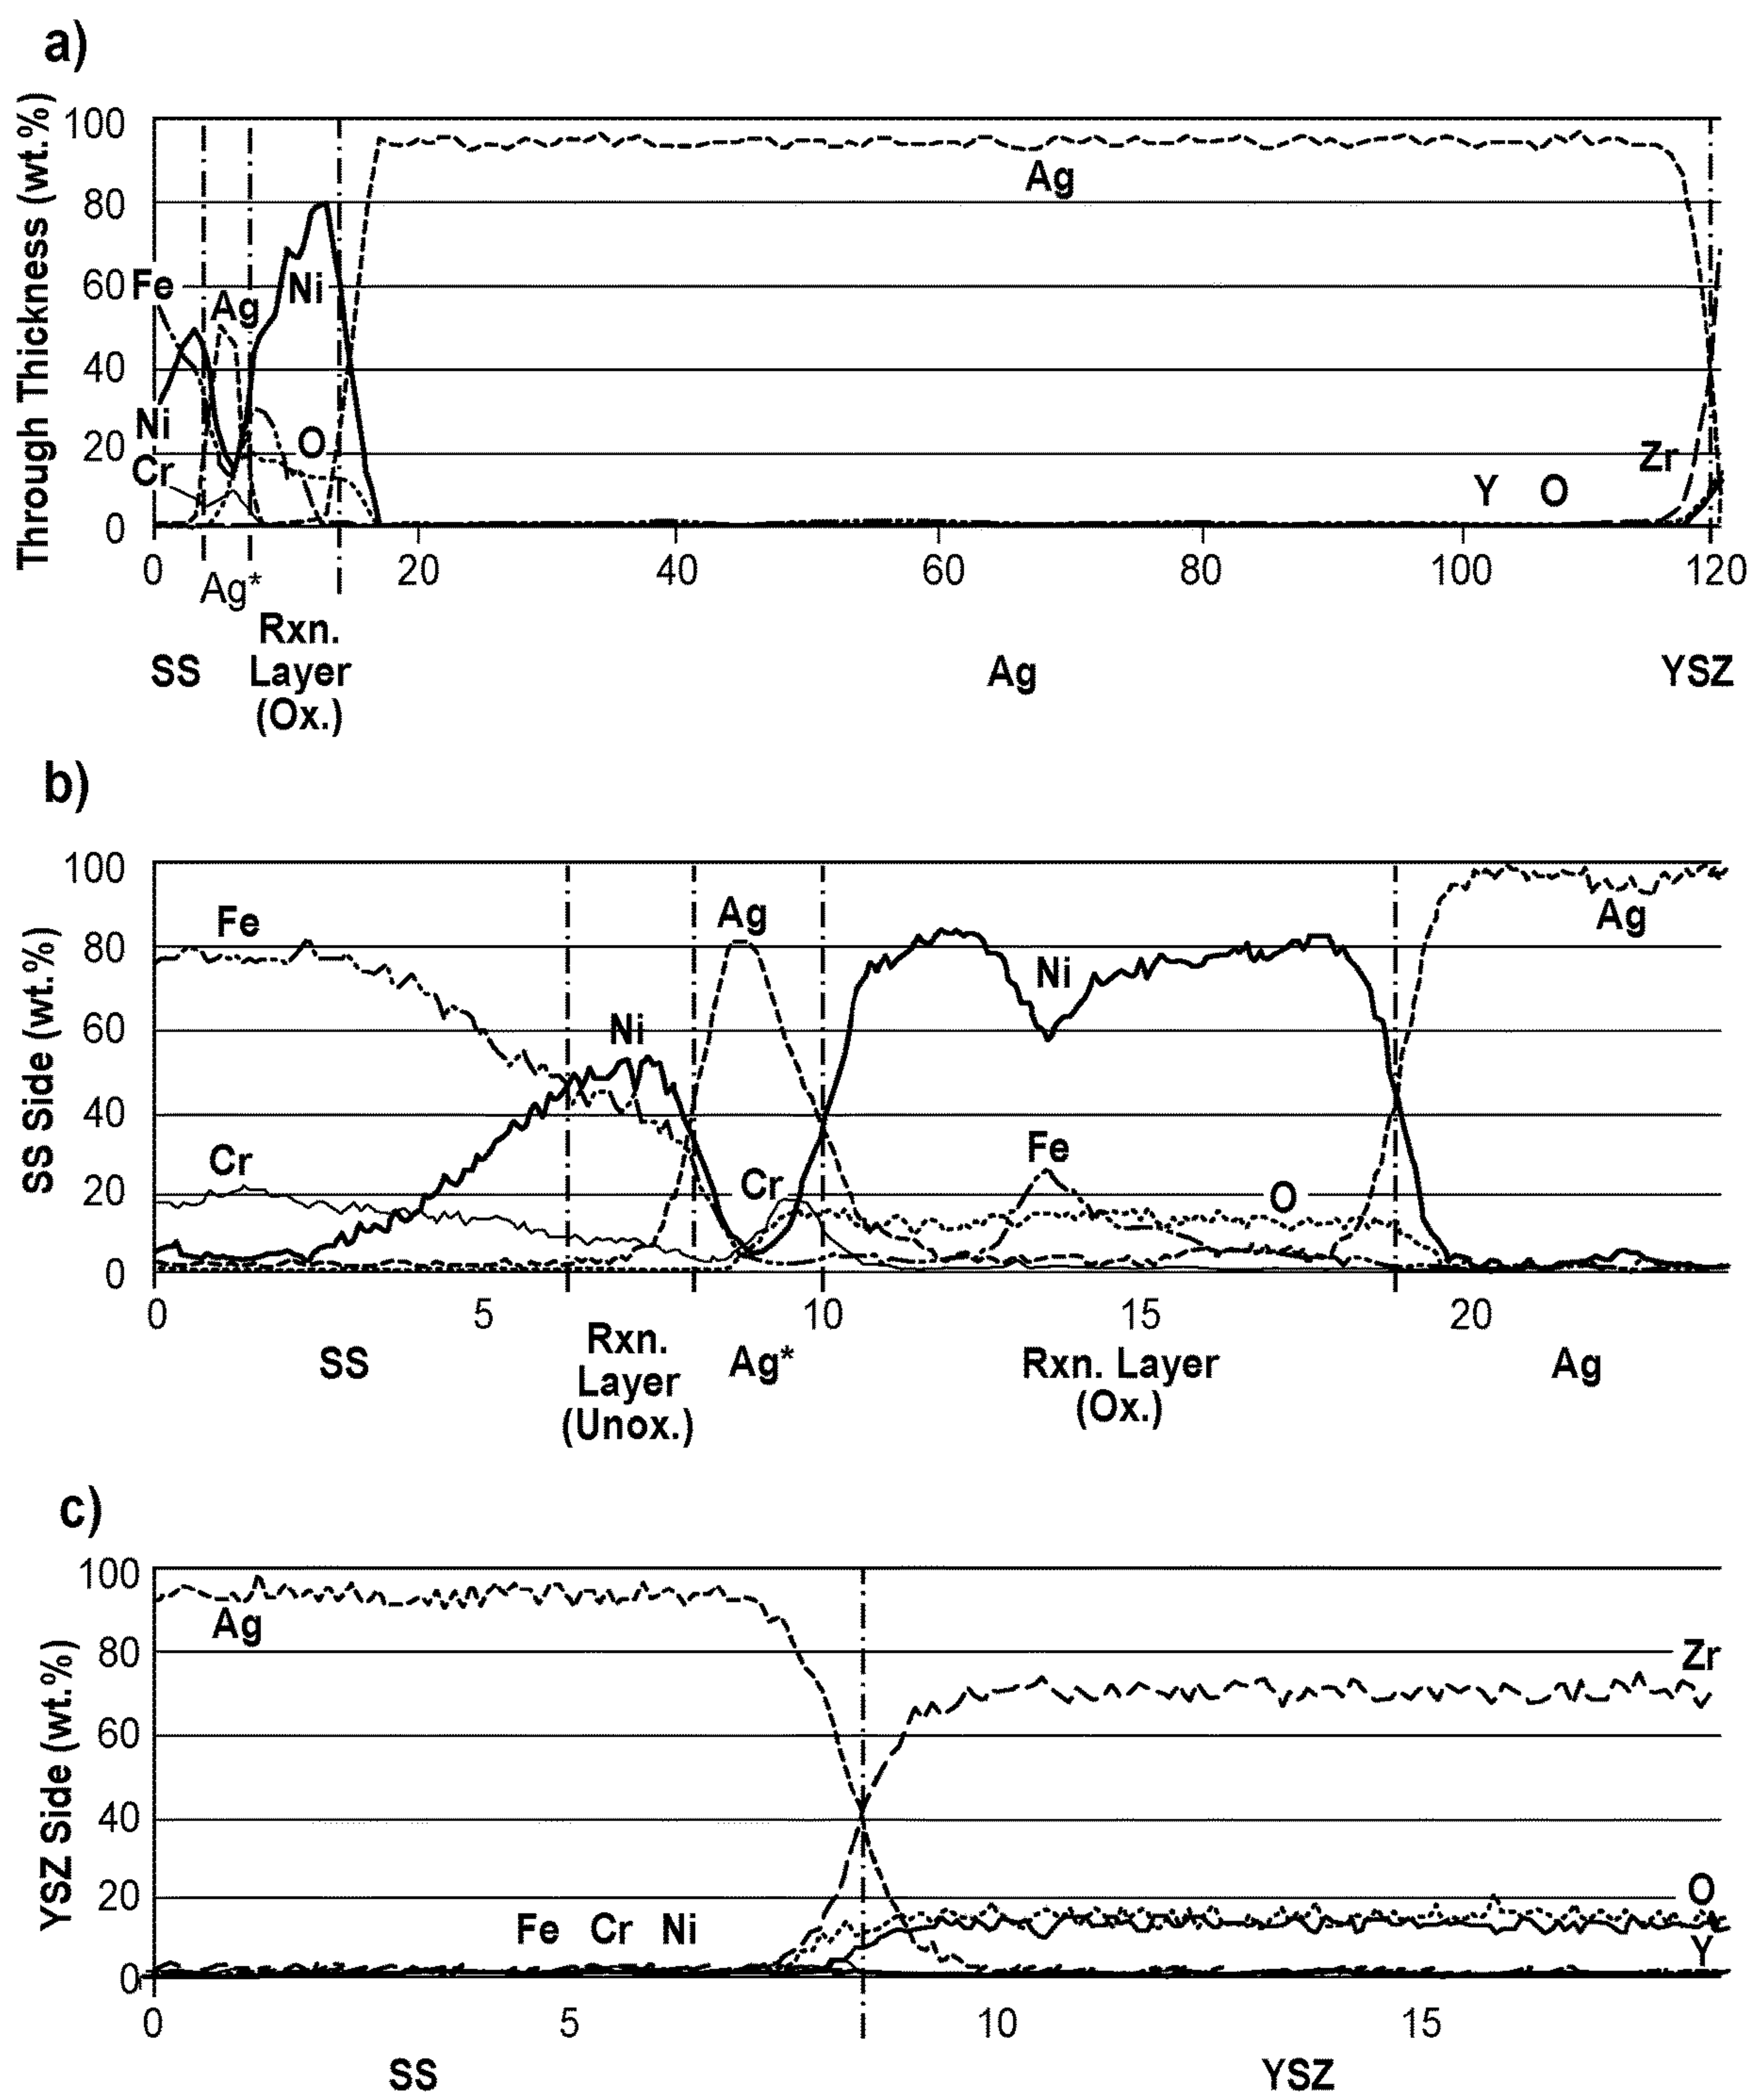 a)
Through Thickness (wt.%)
100
80
60
40
20
0
Fe
Ag
Ni
Ag
Ni
Cr
O
Zr
Y O
0 20 40 60 80 100 120
Ag*
Rxn.
Layer
(Ox.)
SS
Ag
YSZ
b)
SS Side (wt.%)
100
80
60
40
20
0
Fe
Ag
Ag
Ni
Ni
Cr
Cr
Fe
O
0 5 10 15 20
SS
Rxn.
Layer
(Unox.)
Ag*
Rxn. Layer
(Ox.)
Ag
c)
YSZ Side (wt.%)
100
80
60
40
20
0
Ag
Zr
Fe Cr Ni
O
Y
0 5 10 15
SS YSZ